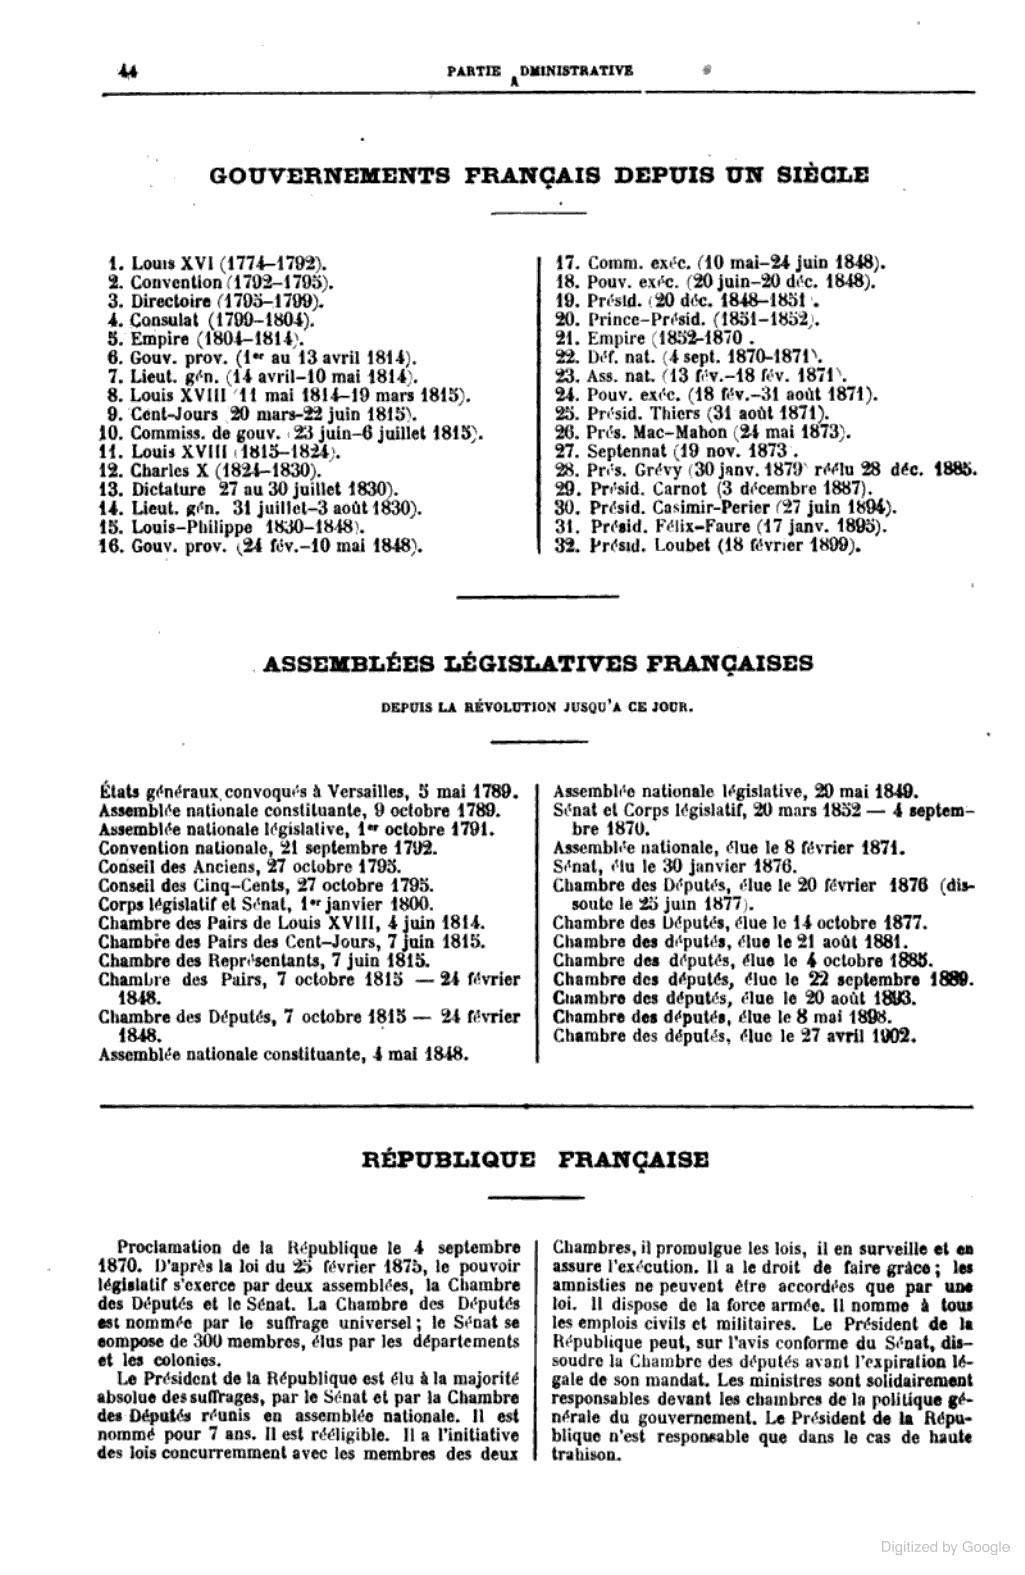 44
PARTIE ADMINISTRATIVE
GOUVERNEMENTS FRANÇAIS DEPUIS UN SIÈCLE
1. Louis XVI (1774–1792).
2. Convention (1792–1795).
3. Directoire (1795–1799).
4. Consulat (1799–1804).
5. Empire (1804–1814).
6. Gouv. prov. (1er au 13 avril 1814).
7. Lieut. gén. (14 avril–10 mai 1814).
8. Louis XVIII (11 mai 1814–19 mars 1815).
9. Cent-Jours (20 mars–22 juin 1815).
10. Commiss. de gouv. (23 juin–6 juillet 1815).
11. Louis XVIII (1815–1824).
12. Charles X (1824–1830).
13. Dictature (27 au 30 juillet 1830).
14. Lieut. gén. (31 juillet–3 août 1830).
15. Louis-Philippe (1830–1848).
16. Gouv. prov. (24 fév.–10 mai 1848).
17. Comm. exéc. (10 mai–24 juin 1848).
18. Pouv. exéc. (20 juin–20 déc. 1848).
19. Présid. (20 déc. 1848–1851).
20. Prince-Présid. (1851–1852).
21. Empire (1852–1870).
22. Déf. nat. (4 sept. 1870–1871).
23. Ass. nat. (13 fév.–18 fév. 1871).
24. Pouv. exéc. (18 fév.–31 août 1871).
25. Présid. Thiers (31 août 1871).
26. Prés. Mac-Mahon (24 mai 1873).
27. Septennat (19 nov. 1873).
28. Prés. Grévy (30 janv. 1879) réélu 28 déc. 1885.
29. Présid. Carnot (3 décembre 1887).
30. Présid. Casimir-Perier (27 juin 1894).
31. Présid. Félix-Faure (17 janv. 1895).
32. Présid. Loubet (18 février 1899).
ASSEMBLÉES LÉGISLATIVES FRANÇAISES
DEPUIS LA RÉVOLUTION JUSQU'A CE JOUR.
États généraux convoqués à Versailles, 5 mai 1789.
Assemblée nationale constituante, 9 octobre 1789.
Assemblée nationale législative, 1er octobre 1791.
Convention nationale, 21 septembre 1792.
Conseil des Anciens, 27 octobre 1795.
Conseil des Cinq-Cents, 27 octobre 1795.
Corps législatif et Sénat, 1er janvier 1800.
Chambre des Pairs de Louis XVIII, 4 juin 1814.
Chambre des Pairs des Cent-Jours, 7 juin 1815.
Chambre des Représentants, 7 juin 1815.
Chambre des Pairs, 7 octobre 1815 — 24 février
1848.
Chambre des Députés, 7 octobre 1815 — 24 février
1848.
Assemblée nationale constituante, 4 mai 1848.
Assemblée nationale législative, 20 mai 1849.
Sénat et Corps législatif, 20 mars 1852 — 4 septem-
bre 1870.
Assemblée nationale, élue le 8 février 1871.
Sénat, élu le 30 janvier 1876.
Chambre des Députés, élue le 20 février 1876 (dis-
soute le 25 juin 1877).
Chambre des Députés, élue le 14 octobre 1877.
Chambre des députés, élue le 21 août 1881.
Chambre des députés, élue le 4 octobre 1885.
Chambre des députés, élue le 22 septembre 1889.
Chambre des députés, élue le 20 août 1893.
Chambre des députés, élue le 8 mai 1898.
Chambre des députés, élue le 27 avril 1902.
RÉPUBLIQUE FRANÇAISE
Proclamation de la République le 4 septembre
1870. D'après la loi du 25 février 1875, le pouvoir
législatif s'exerce par deux assemblées, la Chambre
des Députés et le Sénat. La Chambre des Députés
est nommée par le suffrage universel; le Sénat se
compose de 300 membres, élus par les départements
et les colonies.
Le Président de la République est élu à la majorité
absolue des suffrages, par le Sénat et par la Chambre
des Députés réunis en assemblée nationale. Il est
nommé pour 7 ans. Il est rééligible. Il a l'initiative
des lois concurremment avec les membres des deux
Chambres, il promulgue les lois, il en surveille et en
assure l'exécution. Il a le droit de faire grâce; les
amnisties ne peuvent être accordées que par une
loi. Il dispose de la force armée. Il nomme à tous
les emplois civils et militaires. Le Président de la
République peut, sur l'avis conforme du Sénat, dis-
soudre la Chambre des députés avant l'expiration lé-
gale de son mandat. Les ministres sont solidairement
responsables devant les chambres de la politique gé-
nérale du gouvernement. Le Président de la Répu-
blique n'est responsable que dans le cas de haute
trahison.
Digitized by Google